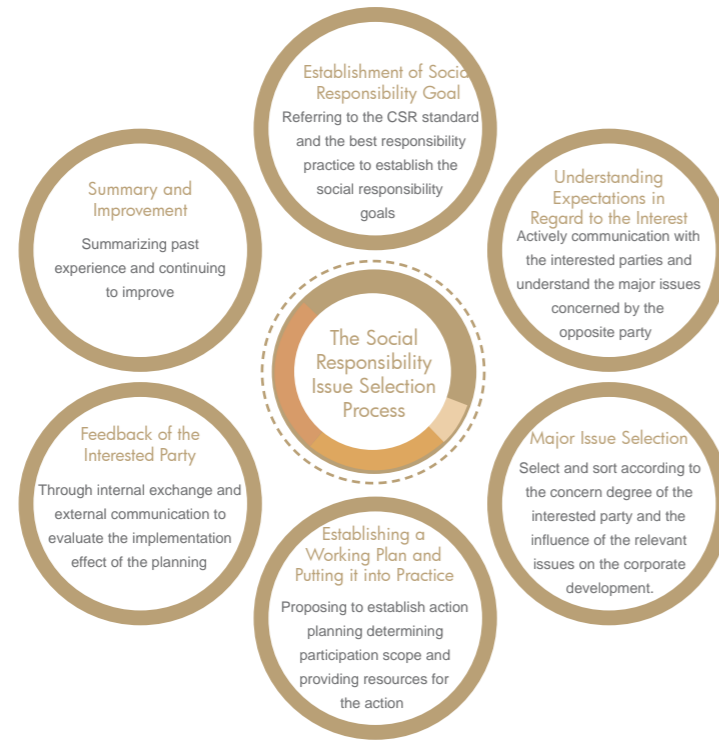 Establishment of Social
Responsibility Goal
Referring to the CSR standard
and the best responsibility
practice to establish the
social responsibility
goals
Understanding
Expectations in
Regard to the Interest
Actively communication with
the interested parties and
understand the major issues
concerned by the
opposite party
Major Issue Selection
Select and sort according to
the concern degree of the
interested party and the
influence of the relevant
issues on the corporate
development.
Establishing a
Working Plan and
Putting it into Practice
Proposing to establish action
planning determining
participation scope and
providing resources for
the action
Feedback of the
Interested Party
Through internal exchange and
external communication to
evaluate the implementation
effect of the planning
Summary and
Improvement
Summarizing past
experience and continuing
to improve
The Social
Responsibility
Issue Selection
Process